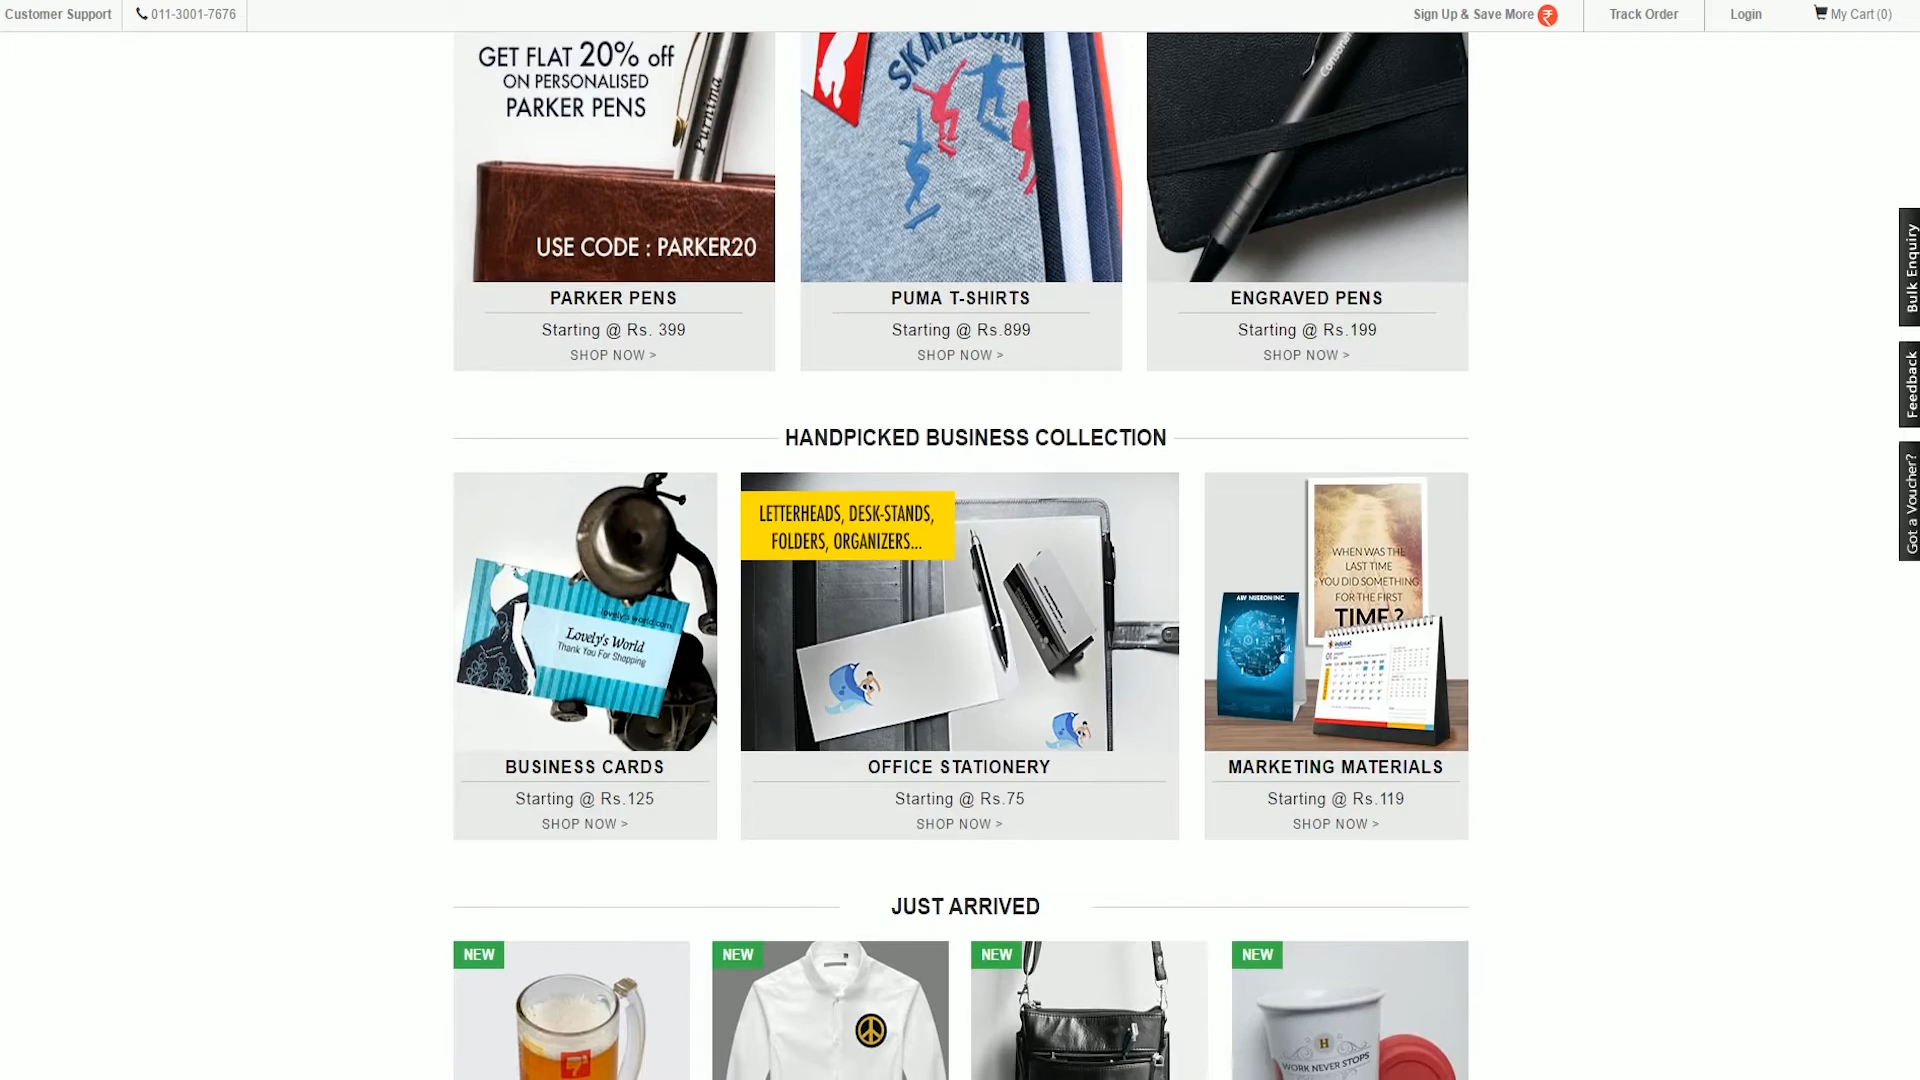 Customer Support
011-3001-7676
Sign Up & Save More
Track Order
Login
My Cart (0)
GET FLAT 20% off
ON PERSONALISED
PARKER PENS
Purnima
USE CODE : PARKER20
PARKER PENS
Starting @ Rs. 399
SHOP NOW >
PUMA T-SHIRTS
Starting @ Rs.899
SHOP NOW >
ENGRAVED PENS
Starting @ Rs.199
SHOP NOW >
Bulk Enquiry
Feedback
Got a Voucher?
HANDPICKED BUSINESS COLLECTION
lovely's world.com
Lovely's World
Thank You For Shopping
BUSINESS CARDS
Starting @ Rs.125
SHOP NOW >
LETTERHEADS, DESK-STANDS,
FOLDERS, ORGANIZERS...
OFFICE STATIONERY
Starting @ Rs.75
SHOP NOW >
WHEN WAS THE
LAST TIME
YOU DID SOMETHING
FOR THE FIRST
TIME ?
MARKETING MATERIALS
Starting @ Rs.119
SHOP NOW >
JUST ARRIVED
NEW
NEW
NEW
NEW
H
WORK NEVER STOPS